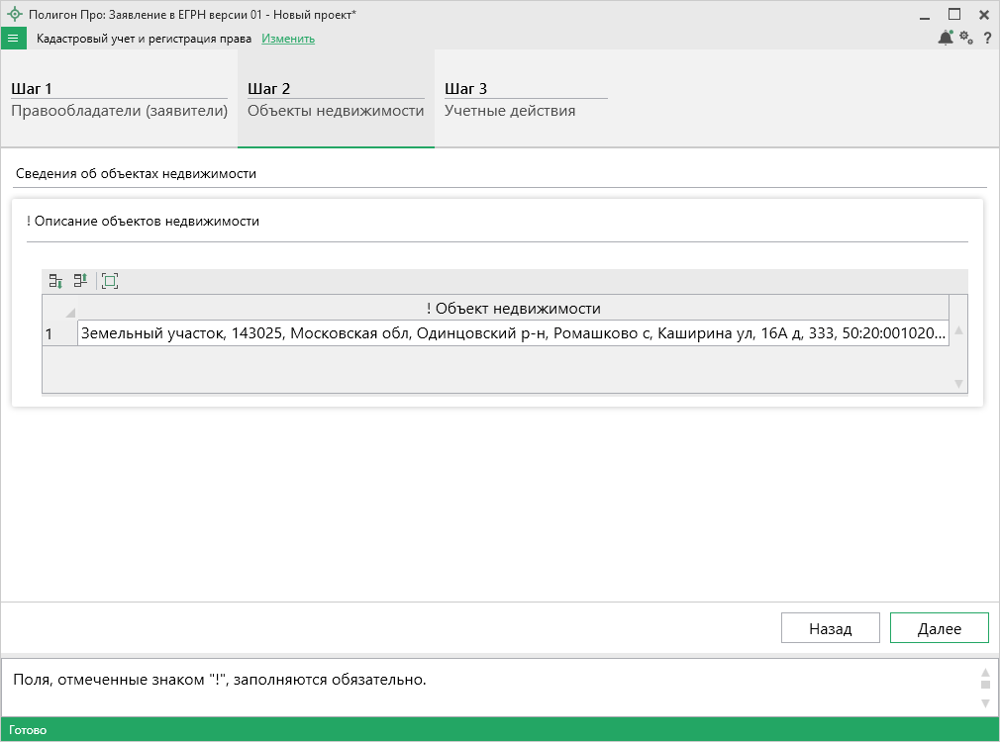 Полигон Про: Заявление в ЕГРН версии 01 - Новый проект*
Кадастровый учет и регистрация права Изменить
?
Шаг 1
Правообладатели (заявители)
Шаг 2
Объекты недвижимости
Шаг 3
Учетные действия
Сведения об объектах недвижимости
! Описание объектов недвижимости
! Объект недвижимости
1 Земельный участок, 143025, Московская обл, Одинцовский р-н, Ромашково с, Каширина ул, 16А д, 333, 50:20:001020...
Назад Далее
Поля, отмеченные знаком "!", заполняются обязательно.
Готово